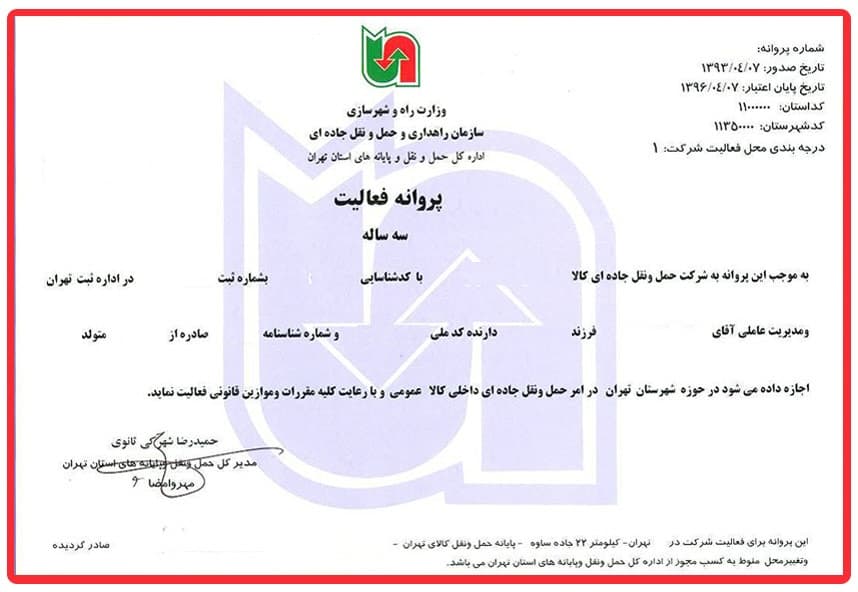 شماره پروانه:
تاریخ صدور: ۱۳۹۳/۰۴/۰۷
تاریخ پایان اعتبار: ۱۳۹۶/۰۴/۰۷
کداستان: ۱۱۰۰۰۰۰۰
کدشهرستان: ۱۱۳۵۰۰۰۰
درجه بندی محل فعالیت شرکت: ۱
وزارت راه و شهرسازی
سازمان راهداری و حمل و نقل جاده ای
اداره کل حمل و نقل و پایانه های استان تهران
پروانه فعالیت
سه ساله
به موجب این پروانه به شرکت حمل ونقل جاده ای کالا با کدشناسایی بشماره ثبت در اداره ثبت تهران
ومدیریت عاملی آقای فرزند دارنده کد ملی و شماره شناسنامه صادره از متولد
اجازه داده می شود در حوزه شهرستان تهران در امر حمل ونقل جاده ای داخلی کالا عمومی و با رعایت کلیه مقررات وموازین قانونی فعالیت نماید.
حمیدرضا شهرکی ثانوی
مدیر کل حمل ونقل وپایانه های استان تهران
مهروامضا
این پروانه برای فعالیت شرکت در تهران- کیلومتر ۲۲ جاده ساوه - پایانه حمل ونقل کالای تهران - صادر گردیده
وتغییرمحل منوط به کسب مجوز از اداره کل حمل ونقل وپایانه های استان تهران می باشد.